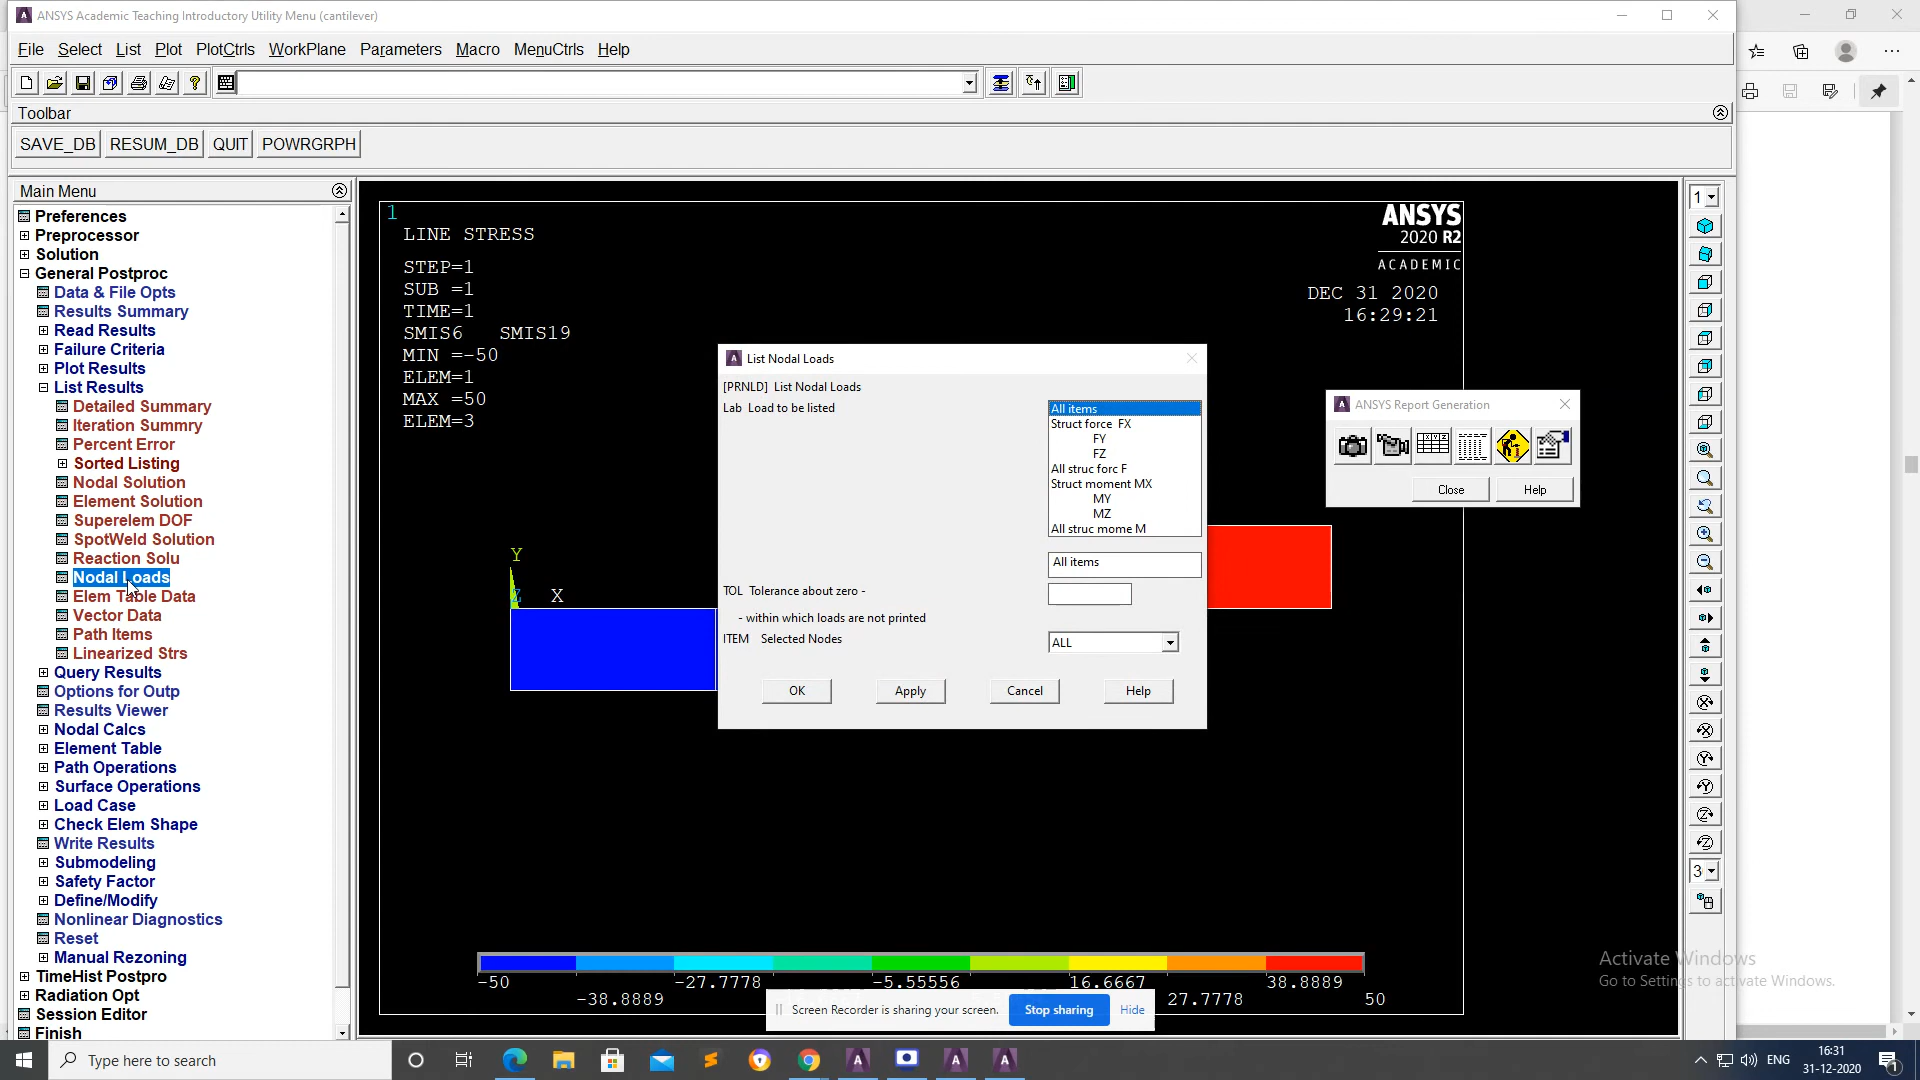 ANSYS Academic Teaching Introductory Utility Menu (cantilever)
File Select List Plot PlotCtrls WorkPlane Parameters Macro MenuCtrls Help
Toolbar
SAVE_DB RESUM_DB QUIT POWRGRPH
Main Menu
Preferences
Preprocessor
Solution
General Postproc
Data & File Opts
Results Summary
Read Results
Failure Criteria
Plot Results
List Results
Detailed Summary
Iteration Summry
Percent Error
Sorted Listing
Nodal Solution
Element Solution
Superelem DOF
SpotWeld Solution
Reaction Solu
Nodal Loads
Elem Table Data
Vector Data
Path Items
Linearized Strs
Query Results
Options for Outp
Results Viewer
Nodal Calcs
Element Table
Path Operations
Surface Operations
Load Case
Check Elem Shape
Write Results
Submodeling
Safety Factor
Define/Modify
Nonlinear Diagnostics
Reset
Manual Rezoning
TimeHist Postpro
Radiation Opt
Session Editor
Finish
1
LINE STRESS
STEP=1
SUB =1
TIME=1
SMIS6 SMIS19
MIN =-50
ELEM=1
MAX =50
ELEM=3
ANSYS
2020 R2
ACADEMIC
DEC 31 2020
16:29:21
Y
Z X
List Nodal Loads
[PRNLD] List Nodal Loads
Lab Load to be listed
All items
Struct force FX
FY
FZ
All struc forc F
Struct moment MX
MY
MZ
All struc mome M
All items
TOL Tolerance about zero -
- within which loads are not printed
ITEM Selected Nodes
ALL
OK Apply Cancel Help
ANSYS Report Generation
Close Help
-50 -27.7778 -5.55556 16.6667 38.8889
-38.8889 27.7778 50
Screen Recorder is sharing your screen. Stop sharing Hide
1
3
Activate Windows
Go to Settings to activate Windows.
Type here to search
ENG
16:31
31-12-2020
1